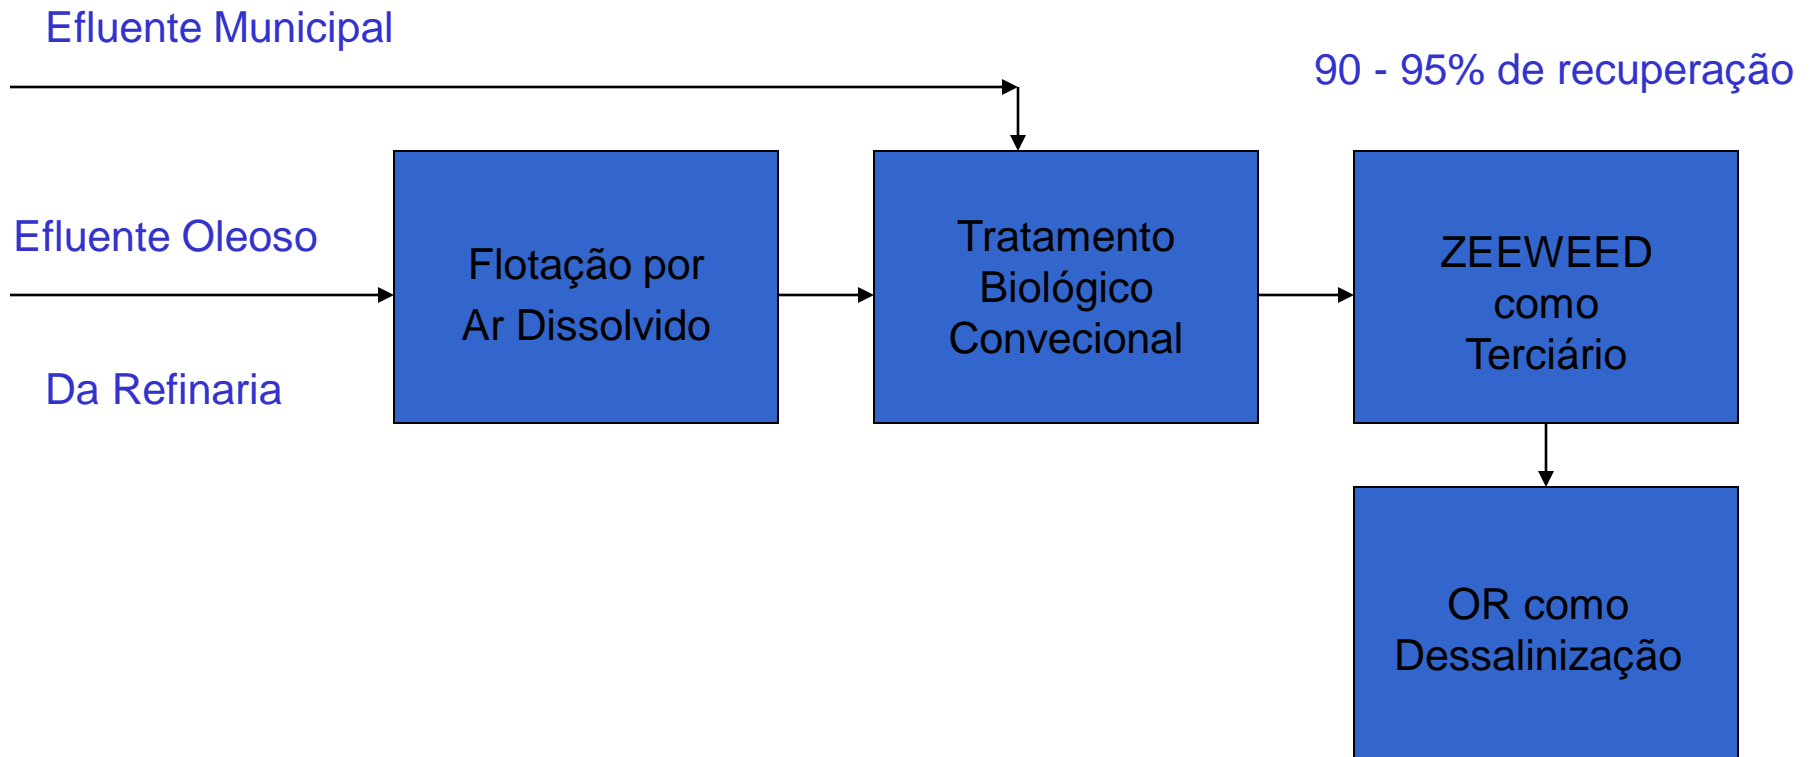 Efluente Municipal
90 - 95% de recuperação
Efluente Oleoso
Da Refinaria
Flotação por
Ar Dissolvido
Tratamento
Biológico
Convecional
ZEEWEED
como
Terciário
OR como
Dessalinização